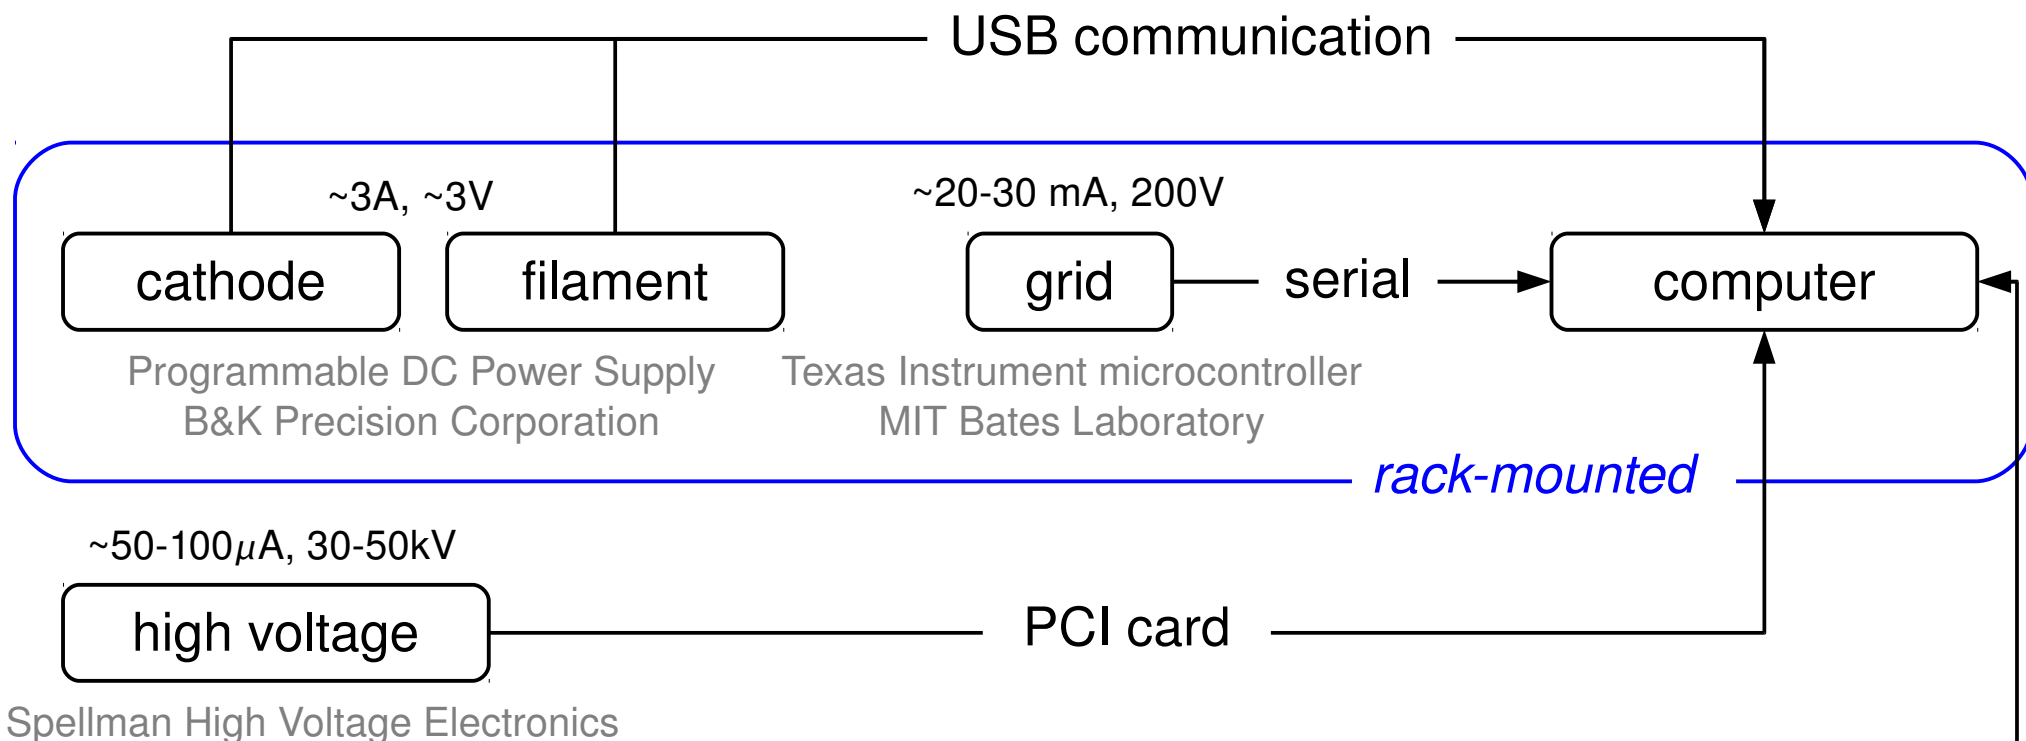 USB communication
~3A, ~3V
~20-30 mA, 200V
cathode
filament
grid
serial
computer
Programmable DC Power Supply
B&K Precision Corporation
Texas Instrument microcontroller
MIT Bates Laboratory
rack-mounted
~50-100μA, 30-50kV
high voltage
PCI card
Spellman High Voltage Electronics